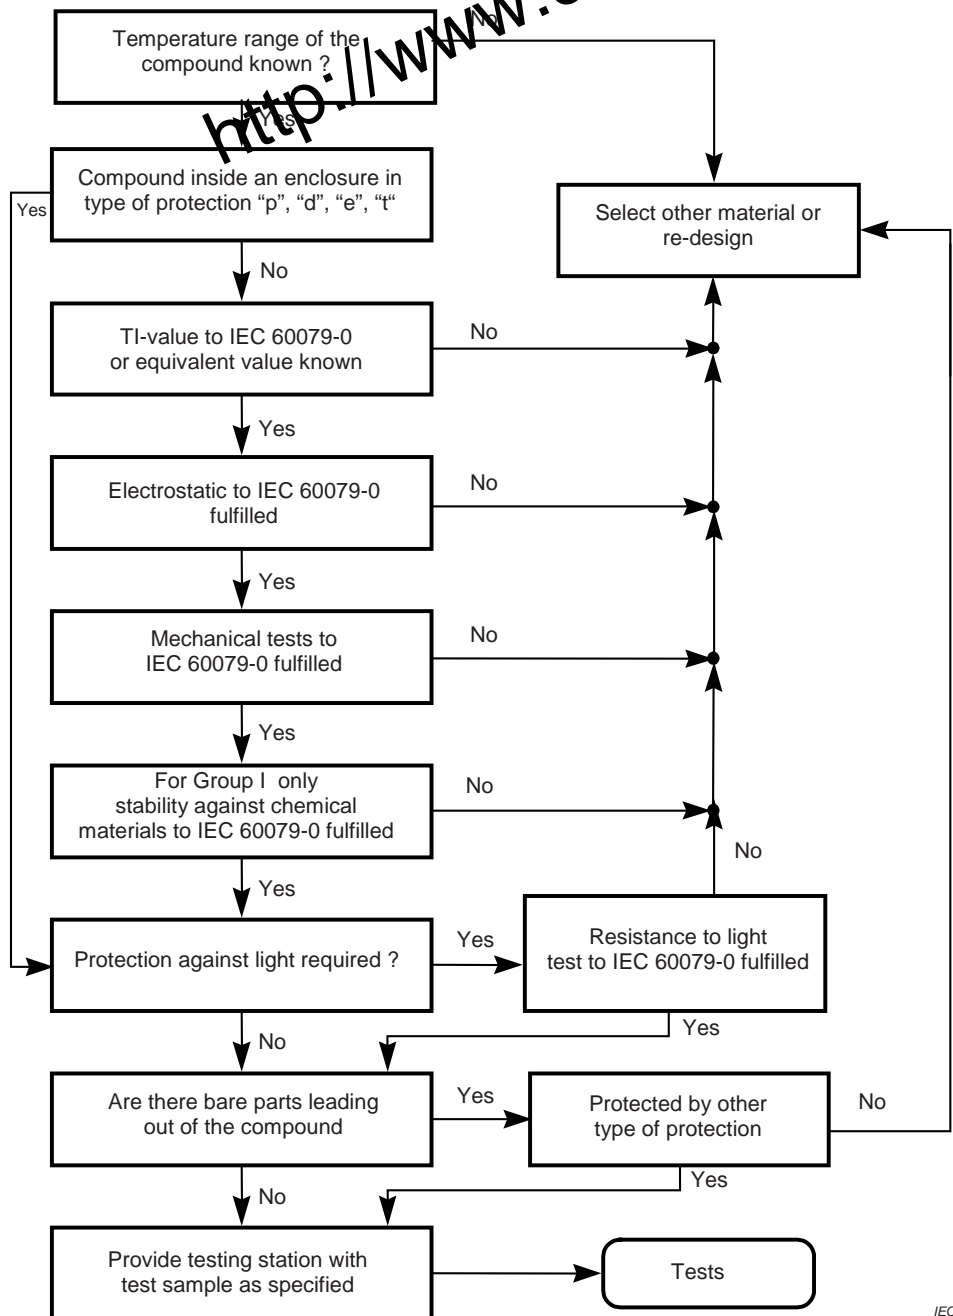 No
Temperature range of the
compound known ?
http://www.
Yes
Compound inside an enclosure in
type of protection “p”, “d”, “e”, “t“
Yes
Select other material or
re-design
No
TI-value to IEC 60079-0
or equivalent value known
No
Yes
Electrostatic to IEC 60079-0
fulfilled
No
Yes
Mechanical tests to
IEC 60079-0 fulfilled
No
Yes
For Group I only
stability against chemical
materials to IEC 60079-0 fulfilled
No
No
Yes
Protection against light required ?
Yes
Resistance to light
test to IEC 60079-0 fulfilled
Yes
No
Are there bare parts leading
out of the compound
Yes
Protected by other
type of protection
No
Yes
No
Provide testing station with
test sample as specified
Tests
IEC